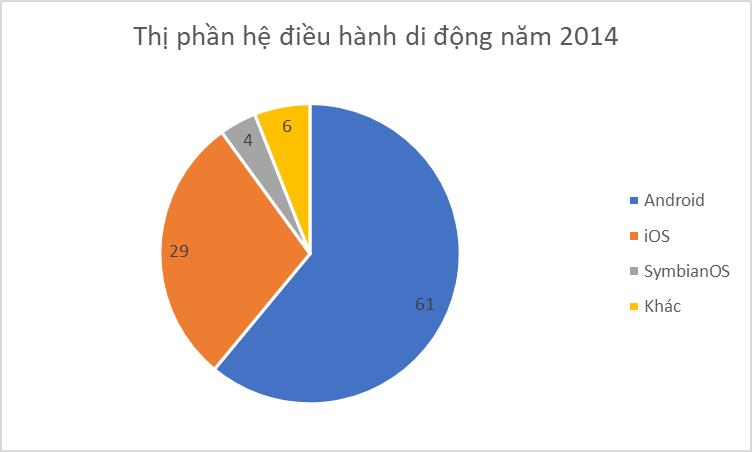 Thị phần hệ điều hành di động năm 2014
6
4
29
61
Android
iOS
SymbianOS
Khác